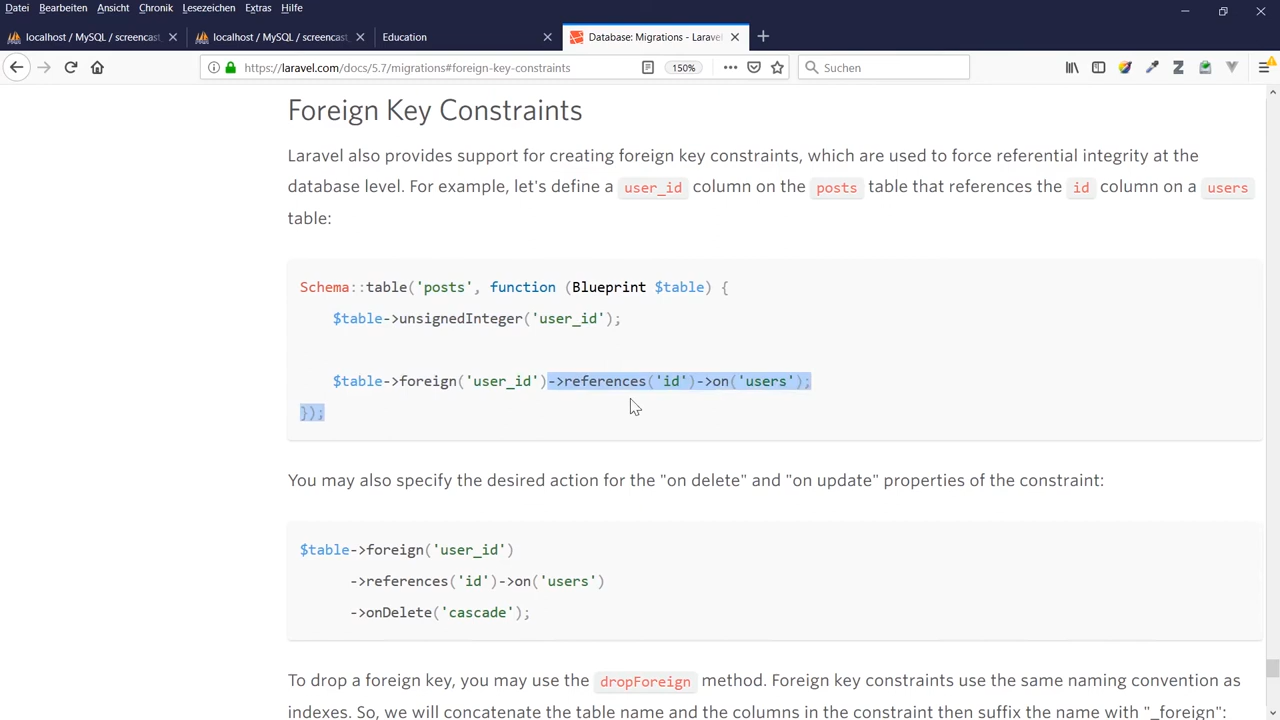 Datei Bearbeiten Ansicht Chronik Lesezeichen Extras Hilfe
localhost / MySQL / screencast localhost / MySQL / screencast Education Database: Migrations - Laravel
https://laravel.com/docs/5.7/migrations#foreign-key-constraints 150% Suchen
Foreign Key Constraints
Laravel also provides support for creating foreign key constraints, which are used to force referential integrity at the
database level. For example, let's define a user_id column on the posts table that references the id column on a users
table:
Schema::table('posts', function (Blueprint $table) {
$table->unsignedInteger('user_id');
$table->foreign('user_id')->references('id')->on('users');
});
You may also specify the desired action for the "on delete" and "on update" properties of the constraint:
$table->foreign('user_id')
->references('id')->on('users')
->onDelete('cascade');
To drop a foreign key, you may use the dropForeign method. Foreign key constraints use the same naming convention as
indexes. So, we will concatenate the table name and the columns in the constraint then suffix the name with "_foreign":